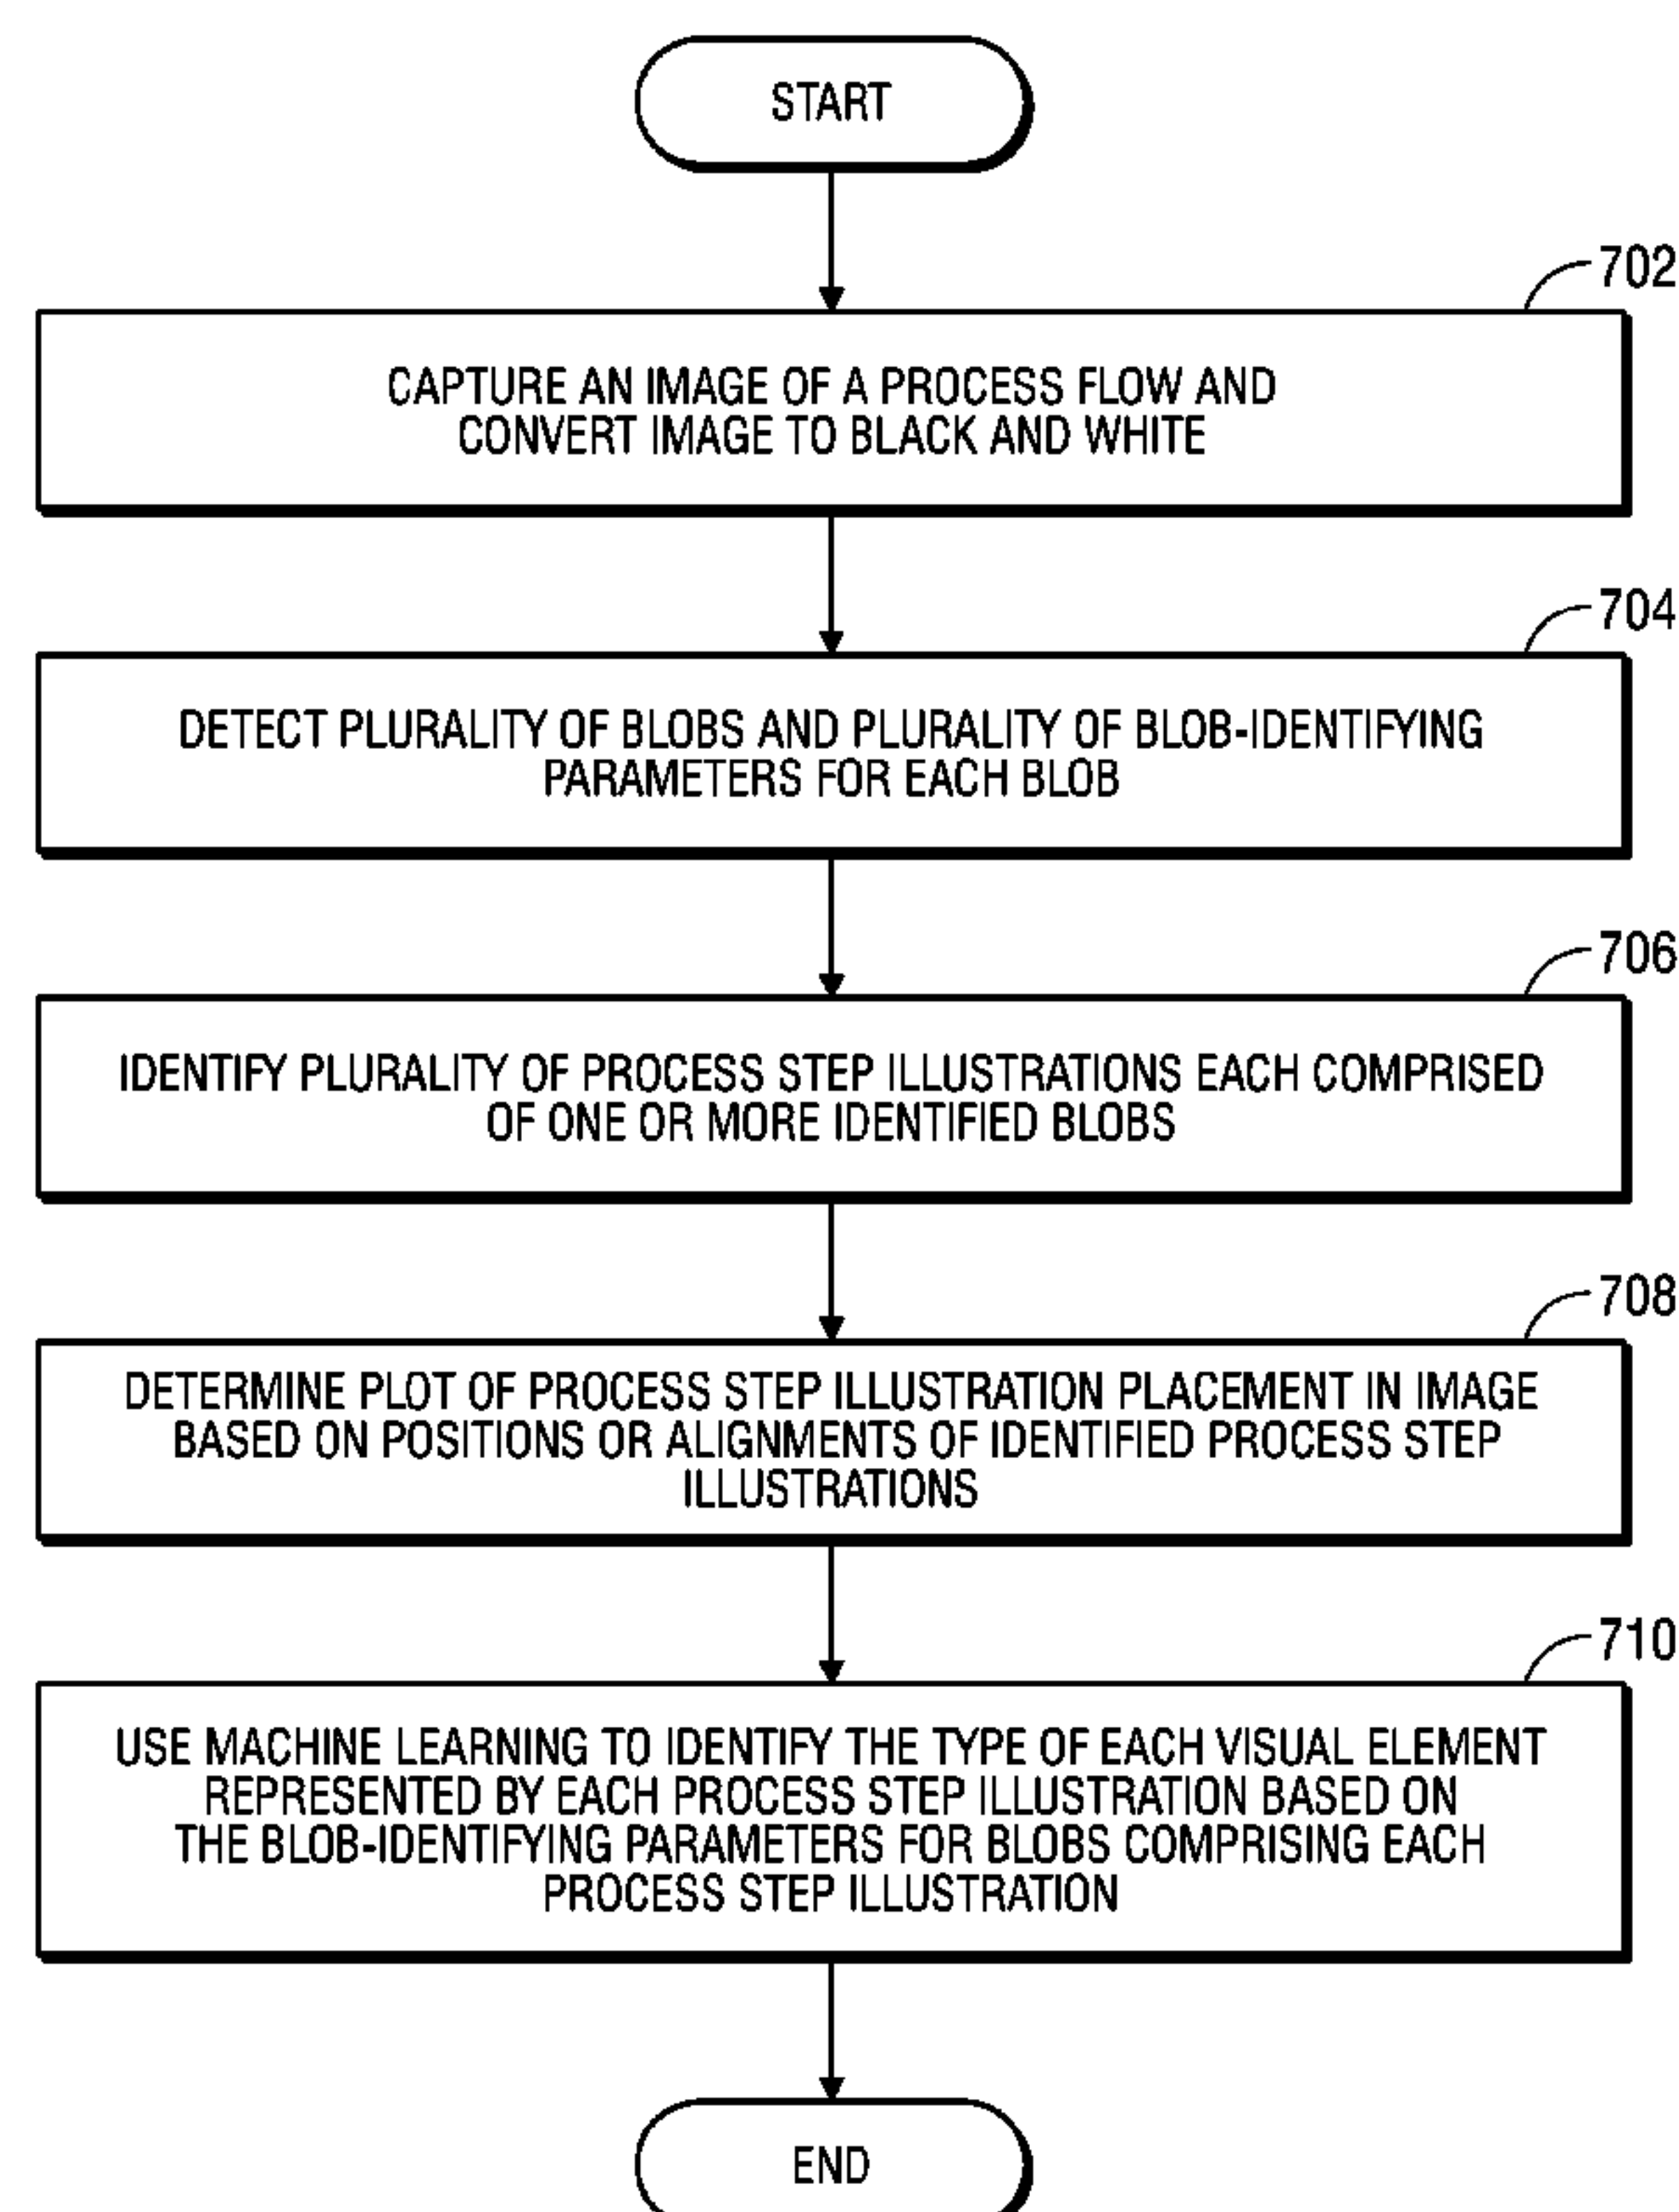 START
702
CAPTURE AN IMAGE OF A PROCESS FLOW AND
CONVERT IMAGE TO BLACK AND WHITE
704
DETECT PLURALITY OF BLOBS AND PLURALITY OF BLOB-IDENTIFYING
PARAMETERS FOR EACH BLOB
706
IDENTIFY PLURALITY OF PROCESS STEP ILLUSTRATIONS EACH COMPRISED
OF ONE OR MORE IDENTIFIED BLOBS
708
DETERMINE PLOT OF PROCESS STEP ILLUSTRATION PLACEMENT IN IMAGE
BASED ON POSITIONS OR ALIGNMENTS OF IDENTIFIED PROCESS STEP
ILLUSTRATIONS
710
USE MACHINE LEARNING TO IDENTIFY THE TYPE OF EACH VISUAL ELEMENT
REPRESENTED BY EACH PROCESS STEP ILLUSTRATION BASED ON
THE BLOB-IDENTIFYING PARAMETERS FOR BLOBS COMPRISING EACH
PROCESS STEP ILLUSTRATION
END